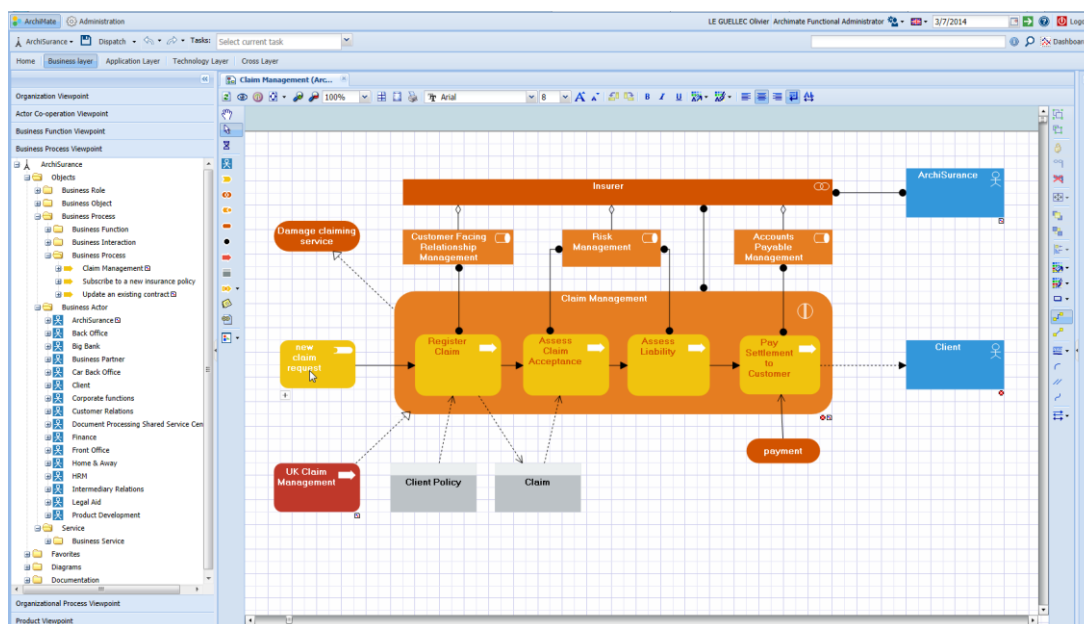 ArchiMate Administration LE GUELLEC Olivier Archimate Functional Administrator 3/7/2014
ArchiSurance Dispatch Tasks: Select current task Dashboar
Home Business layer Application Layer Technology Layer Cross Layer
Claim Management (Arc...
100% Arial 8 A A B I U
Organization Viewpoint
Actor Co-operation Viewpoint
Business Function Viewpoint
Business Process Viewpoint
ArchiSurance
Objects
Business Role
Business Object
Business Process
Business Function
Business Interaction
Business Process
Claim Management
Subscribe to a new insurance policy
Update an existing contract
Business Actor
ArchiSurance
Back Office
Big Bank
Business Partner
Car Back Office
Client
Corporate functions
Customer Relations
Document Processing Shared Service Cen
Finance
Front Office
Home & Away
HRM
Intermediary Relations
Legal Aid
Product Development
Service
Business Service
Favorites
Diagrams
Documentation
Organizational Process Viewpoint
Product Viewpoint
Insurer
ArchiSurance
Damage claiming
service
Customer Facing
Relationship
Management
Risk
Management
Accounts
Payable
Management
Claim Management
new
claim
request
Register
Claim
Assess
Claim
Acceptance
Assess
Liability
Pay
Settlement
to
Customer
Client
payment
UK Claim
Management
Client Policy
Claim